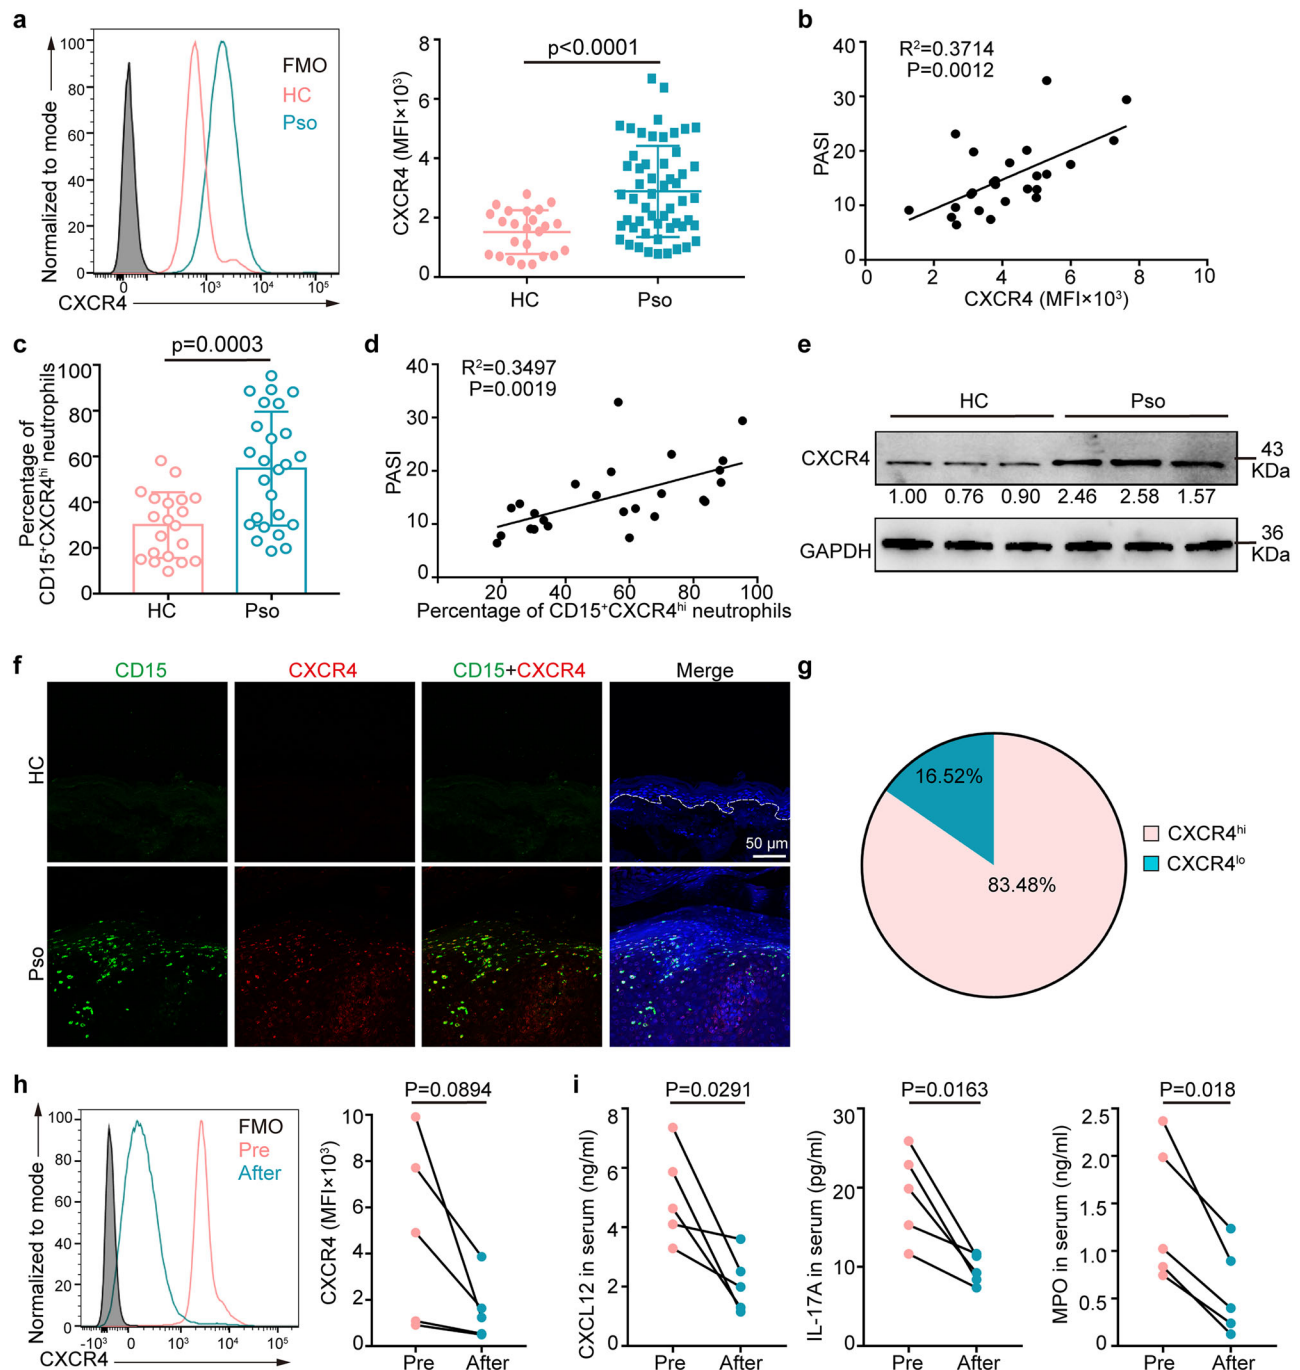 a
Normalized to mode
100
80
60
40
20
0
FMO
HC
Pso
0 10³ 10⁴ 10⁵
CXCR4
CXCR4 (MFI×10³)
8
6
4
2
0
p<0.0001
HC Pso
b
PASI
40
30
20
10
0
R²=0.3714
P=0.0012
0 2 4 6 8 10
CXCR4 (MFI×10³)
c
p=0.0003
Percentage of
CD15⁺CXCR4ʰⁱ neutrophils
100
80
60
40
20
0
HC Pso
d
PASI
40
30
20
10
0
R²=0.3497
P=0.0019
20 40 60 80 100
Percentage of CD15⁺CXCR4ʰⁱ neutrophils
e
HC Pso
CXCR4
43
KDa
1.00 0.76 0.90 2.46 2.58 1.57
GAPDH
36
KDa
f
CD15 CXCR4 CD15+CXCR4 Merge
HC
50 µm
Pso
g
16.52%
83.48%
CXCR4ʰⁱ
CXCR4ˡᵒ
h
Normalized to mode
100
80
60
40
20
0
FMO
Pre
After
-10³ 0 10³ 10⁴ 10⁵
CXCR4
P=0.0894
CXCR4 (MFI×10³)
10
8
6
4
2
0
Pre After
i
P=0.0291
CXCL12 in serum (ng/ml)
8
6
4
2
0
Pre After
P=0.0163
IL-17A in serum (pg/ml)
30
20
10
0
Pre After
P=0.018
MPO in serum (ng/ml)
2.5
2.0
1.5
1.0
0.5
0
Pre After